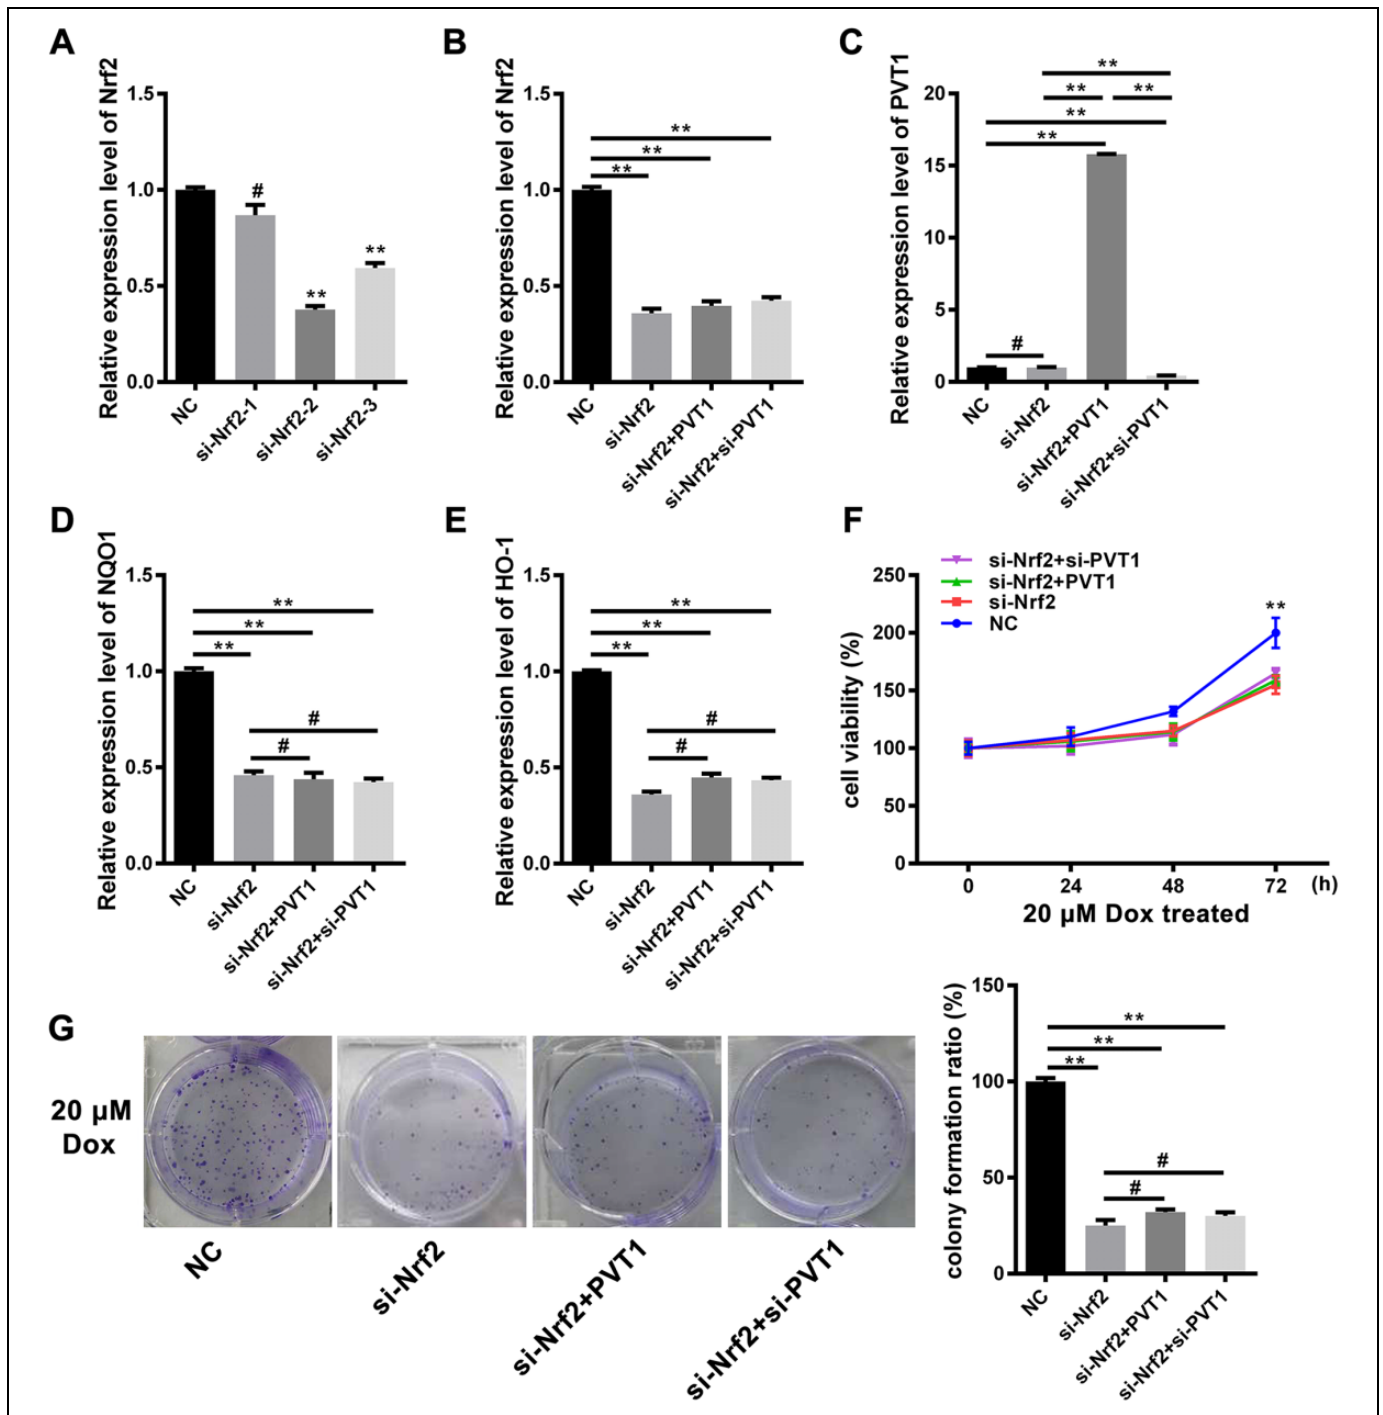 A
Relative expression level of Nrf2
1.5
1.0
0.5
0.0
#
**
**
NC
si-Nrf2-1
si-Nrf2-2
si-Nrf2-3
B
Relative expression level of Nrf2
1.5
1.0
0.5
0.0
**
**
**
NC
si-Nrf2
si-Nrf2+PVT1
si-Nrf2+si-PVT1
C
Relative expression level of PVT1
20
15
10
5
0
**
** **
**
**
#
NC
si-Nrf2
si-Nrf2+PVT1
si-Nrf2+si-PVT1
D
Relative expression level of NQO1
1.5
1.0
0.5
0.0
**
**
**
#
#
NC
si-Nrf2
si-Nrf2+PVT1
si-Nrf2+si-PVT1
E
Relative expression level of HO-1
1.5
1.0
0.5
0.0
**
**
**
#
#
NC
si-Nrf2
si-Nrf2+PVT1
si-Nrf2+si-PVT1
F
si-Nrf2+si-PVT1
si-Nrf2+PVT1
si-Nrf2
NC
cell viability (%)
250
200
150
100
50
0
**
0 24 48 72 (h)
20 μM Dox treated
G
20 μM
Dox
NC
si-Nrf2
si-Nrf2+PVT1
si-Nrf2+si-PVT1
colony formation ratio (%)
150
100
50
0
**
**
**
#
#
NC
si-Nrf2
si-Nrf2+PVT1
si-Nrf2+si-PVT1